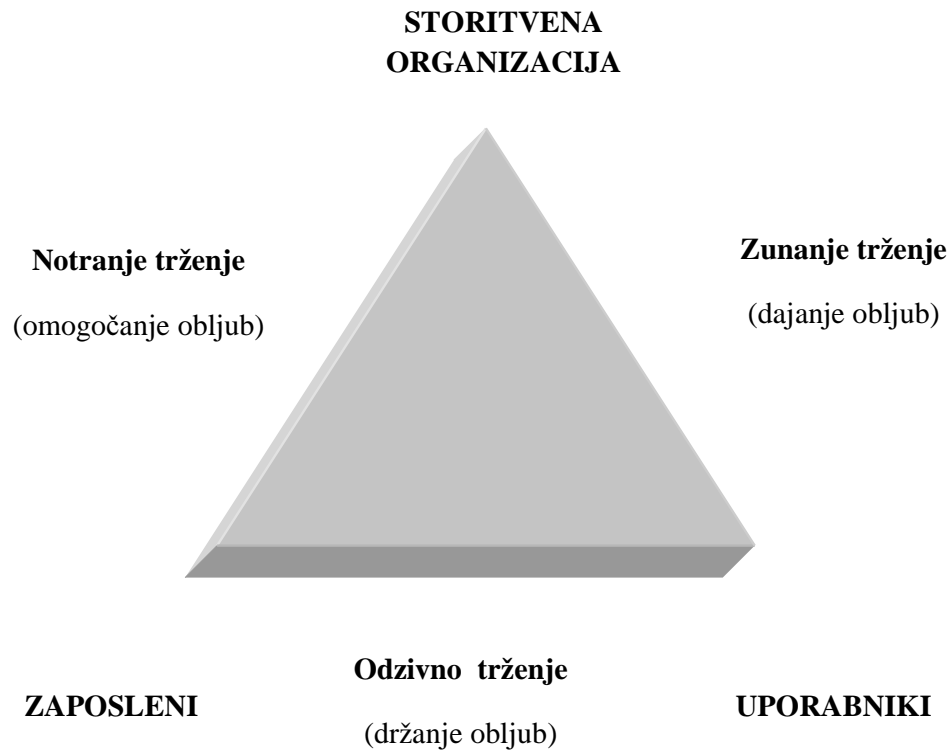 STORITVENA
ORGANIZACIJA
Notranje trženje
(omogočanje obljub)
Zunanje trženje
(dajanje obljub)
ZAPOSLENI
Odzivno trženje
(držanje obljub)
UPORABNIKI